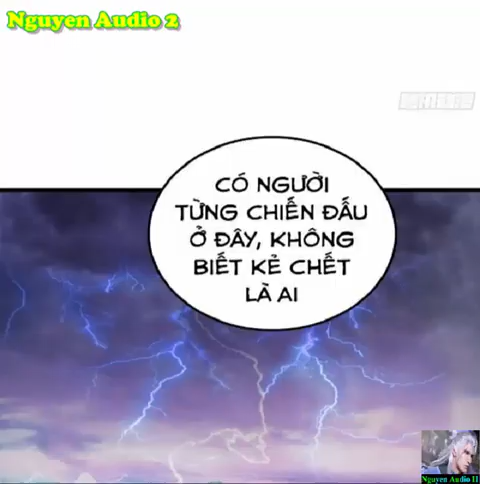 Nguyen Audio 2
CÓ NGƯỜI
TỪNG CHIẾN ĐẤU
Ở ĐÂY, KHÔNG
BIẾT KẺ CHẾT
LÀ AI
Nguyen Audio II